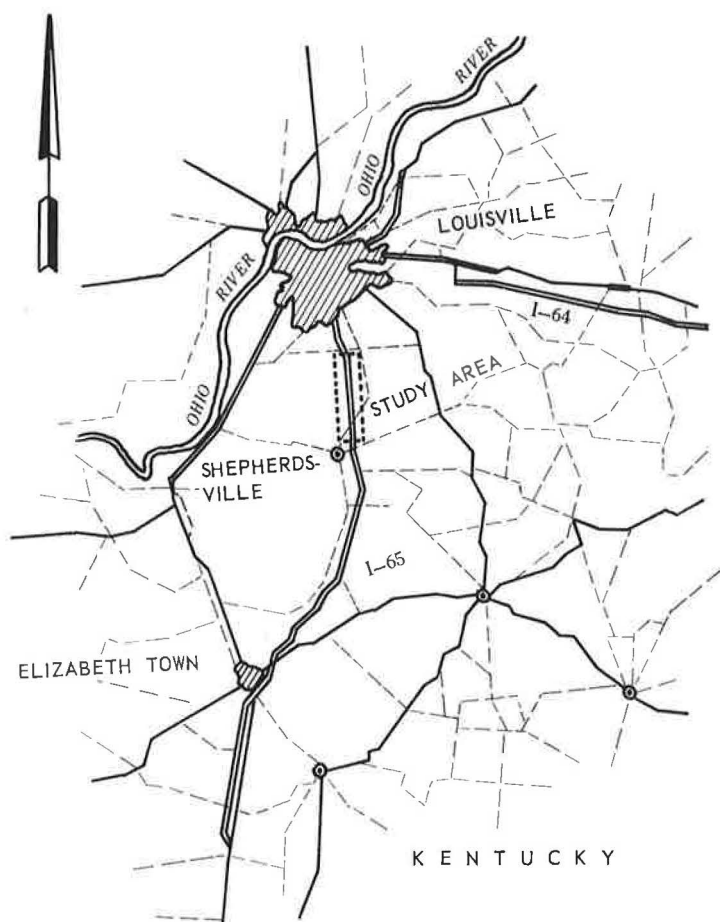 RIVER
OHIO
LOUISVILLE
RIVER
I-64
STUDY AREA
OHIO
SHEPHERDS-
VILLE
I-65
ELIZABETH TOWN
KENTUCKY